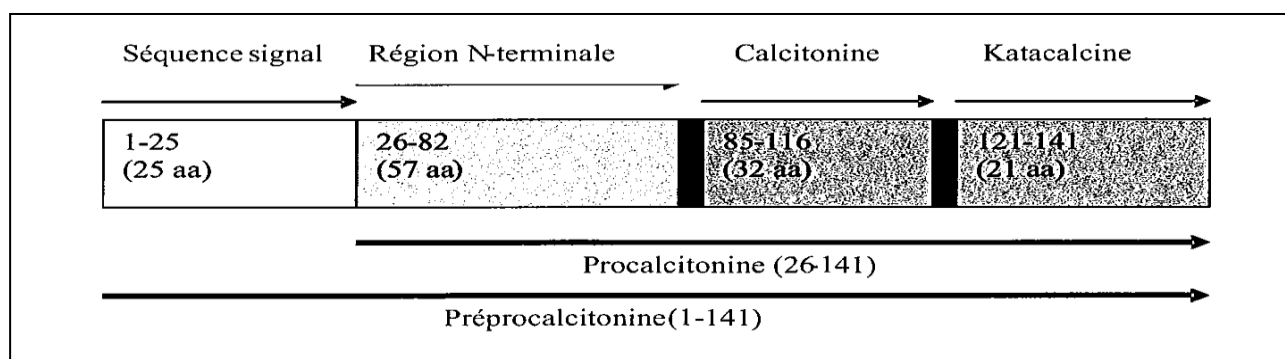 Séquence signal Région N-terminale Calcitonine Katacalcine
1-25 26-82 85-116 121-141
(25 aa) (57 aa) (32 aa) (21 aa)
Procalcitonine (26-141)
Préprocalcitonine(1-141)